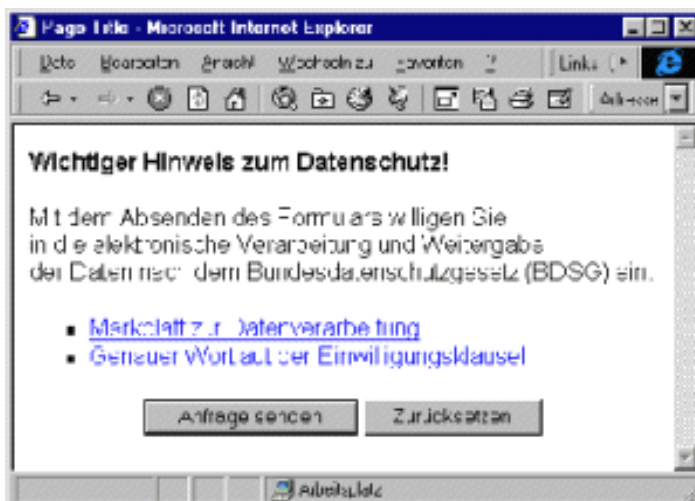 Page Title - Microsoft Internet Explorer
Datei Bearbeiten Ansicht Wechseln zu Favoriten ? Links
Adresse
Wichtiger Hinweis zum Datenschutz!
Mit dem Absenden des Formulars willigen Sie
in die elektronische Verarbeitung und Weitergabe
der Daten nach dem Bundesdatenschutzgesetz (BDSG) ein.
Merkblatt zur Datenverarbeitung
Genauer Wortlaut der Einwilligungsklausel
Anfrage senden Zurücksetzen
Arbeitsplatz